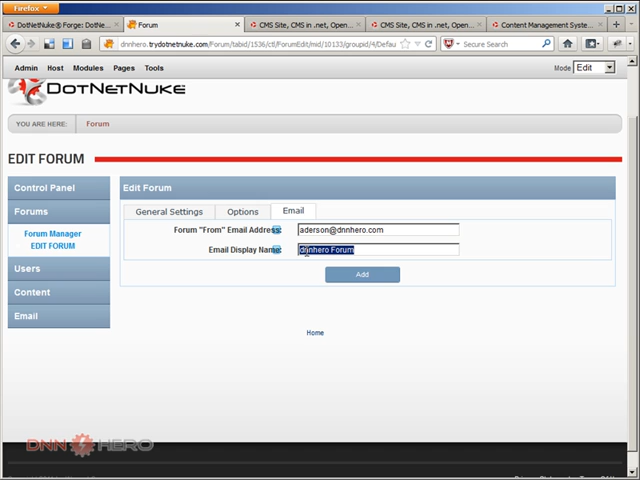 Firefox
DotNetNuke® Forge: DotNe...
Forum
CMS Site, CMS in .net, Open...
CMS Site, CMS in .net, Open...
Content Management Syste...
dnnhero.trydotnetnuke.com/Forum/tabid/1536/ctl/ForumEdit/mid/10133/groupid/4/Defau
Secure Search
Admin Host Modules Pages Tools
Mode Edit
DOTNETNUKE
YOU ARE HERE: Forum
EDIT FORUM
Control Panel
Forums
Forum Manager
EDIT FORUM
Users
Content
Email
Edit Forum
General Settings Options Email
Forum "From" Email Address: aderson@dnnhero.com
Email Display Name: dnnhero Forum
Add
Home
DNN HERO